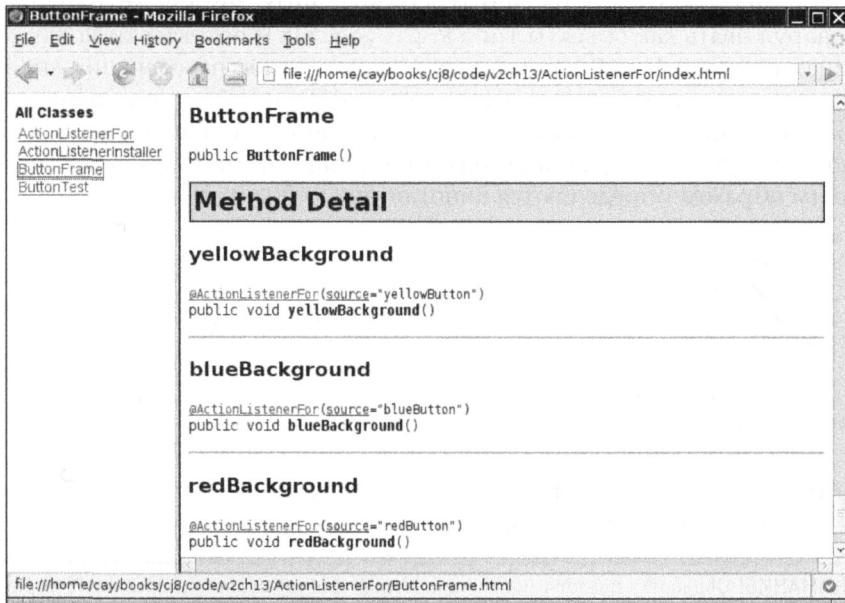 ButtonFrame - Mozilla Firefox
File Edit View History Bookmarks Tools Help
file:///home/cay/books/cj8/code/v2ch13/ActionListenerFor/index.html
All Classes
ActionListenerFor
ActionListenerInstaller
ButtonFrame
ButtonTest
ButtonFrame
public ButtonFrame()
Method Detail
yellowBackground
@ActionListenerFor(source="yellowButton")
public void yellowBackground()
blueBackground
@ActionListenerFor(source="blueButton")
public void blueBackground()
redBackground
@ActionListenerFor(source="redButton")
public void redBackground()
file:///home/cay/books/cj8/code/v2ch13/ActionListenerFor/ButtonFrame.html